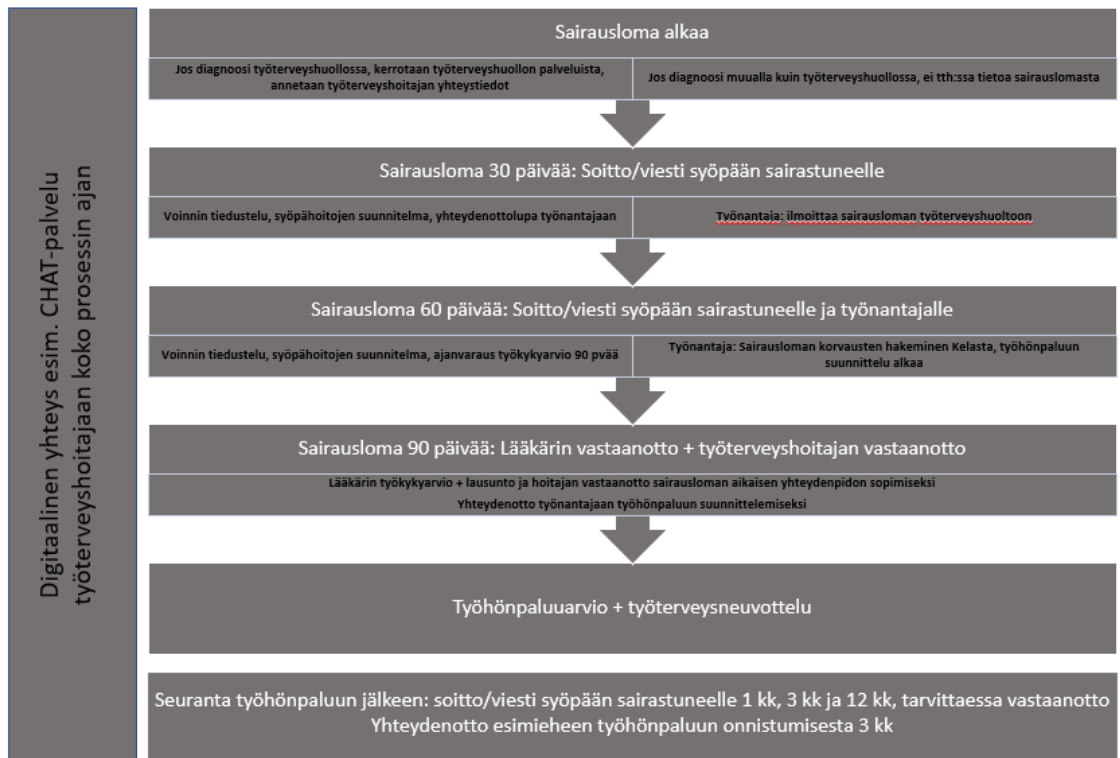 Digitaalinen yhteys esim. CHAT-palvelu
työterveyshoitajaan koko prosessin ajan
Sairausloma alkaa
Jos diagnoosi työterveyshuollossa, kerrotaan työterveyshuollon palveluista,
annetaan työterveyshoitajan yhteystiedot
Jos diagnoosi muualla kuin työterveyshuollossa, ei tth:ssa tietoa sairauslomasta
Sairausloma 30 päivää: Soitto/viesti syöpään sairastuneelle
Voinnin tiedustelu, syöpähoitojen suunnitelma, yhteydenottolupa työnantajaan
Työnantaja: ilmoittaa sairausloman työterveyshuoltoon
Sairausloma 60 päivää: Soitto/viesti syöpään sairastuneelle ja työnantajalle
Voinnin tiedustelu, syöpähoitojen suunnitelma, ajanvaraus työkykyarvio 90 pvää
Työnantaja: Sairausloman korvausten hakeminen Kelasta, työhönpaluun
suunnittelu alkaa
Sairausloma 90 päivää: Lääkärin vastaanotto + työterveyshoitajan vastaanotto
Lääkärin työkykyarvio + lausunto ja hoitajan vastaanotto sairausloman aikaisen yhteydenpidon sopimiseksi
Yhteydenotto työnantajaan työhönpaluun suunnittelemiseksi
Työhönpaluuarvio + työterveysneuvottelu
Seuranta työhönpaluun jälkeen: soitto/viesti syöpään sairastuneelle 1 kk, 3 kk ja 12 kk, tarvittaessa vastaanotto
Yhteydenotto esimieheen työhönpaluun onnistumisesta 3 kk